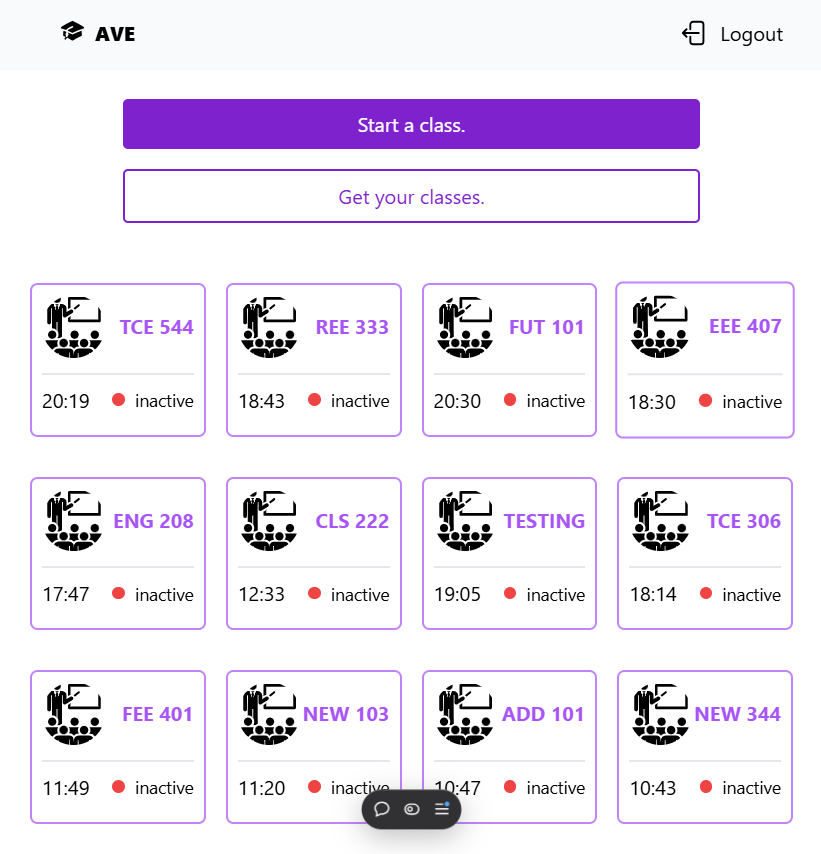 AVE
Logout
Start a class.
Get your classes.
TCE 544
REE 333
FUT 101
EEE 407
20:19 inactive
18:43 inactive
20:30 inactive
18:30 inactive
ENG 208
CLS 222
TESTING
TCE 306
17:47 inactive
12:33 inactive
19:05 inactive
18:14 inactive
FEE 401
NEW 103
ADD 101
NEW 344
11:49 inactive
11:20 inactive
10:47 inactive
10:43 inactive